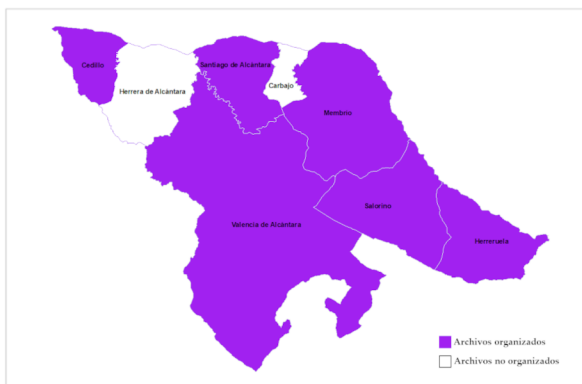 Cedillo
Santiago de Alcántara
Herrera de Alcántara
Carbajo
Membrío
Salorino
Valencia de Alcántara
Herreruela
Archivos organizados
Archivos no organizados